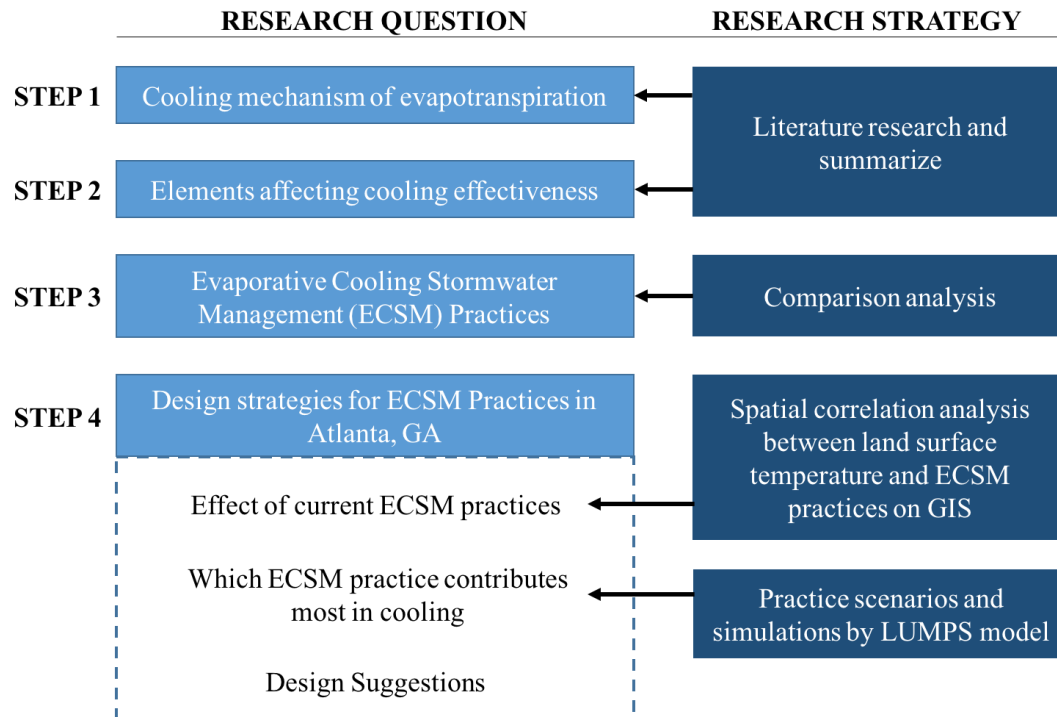 RESEARCH QUESTION
RESEARCH STRATEGY
STEP 1
Cooling mechanism of evapotranspiration
Literature research and
summarize
STEP 2
Elements affecting cooling effectiveness
STEP 3
Evaporative Cooling Stormwater
Management (ECSM) Practices
Comparison analysis
STEP 4
Design strategies for ECSM Practices in
Atlanta, GA
Spatial correlation analysis
between land surface
temperature and ECSM
practices on GIS
Effect of current ECSM practices
Which ECSM practice contributes
most in cooling
Practice scenarios and
simulations by LUMPS model
Design Suggestions